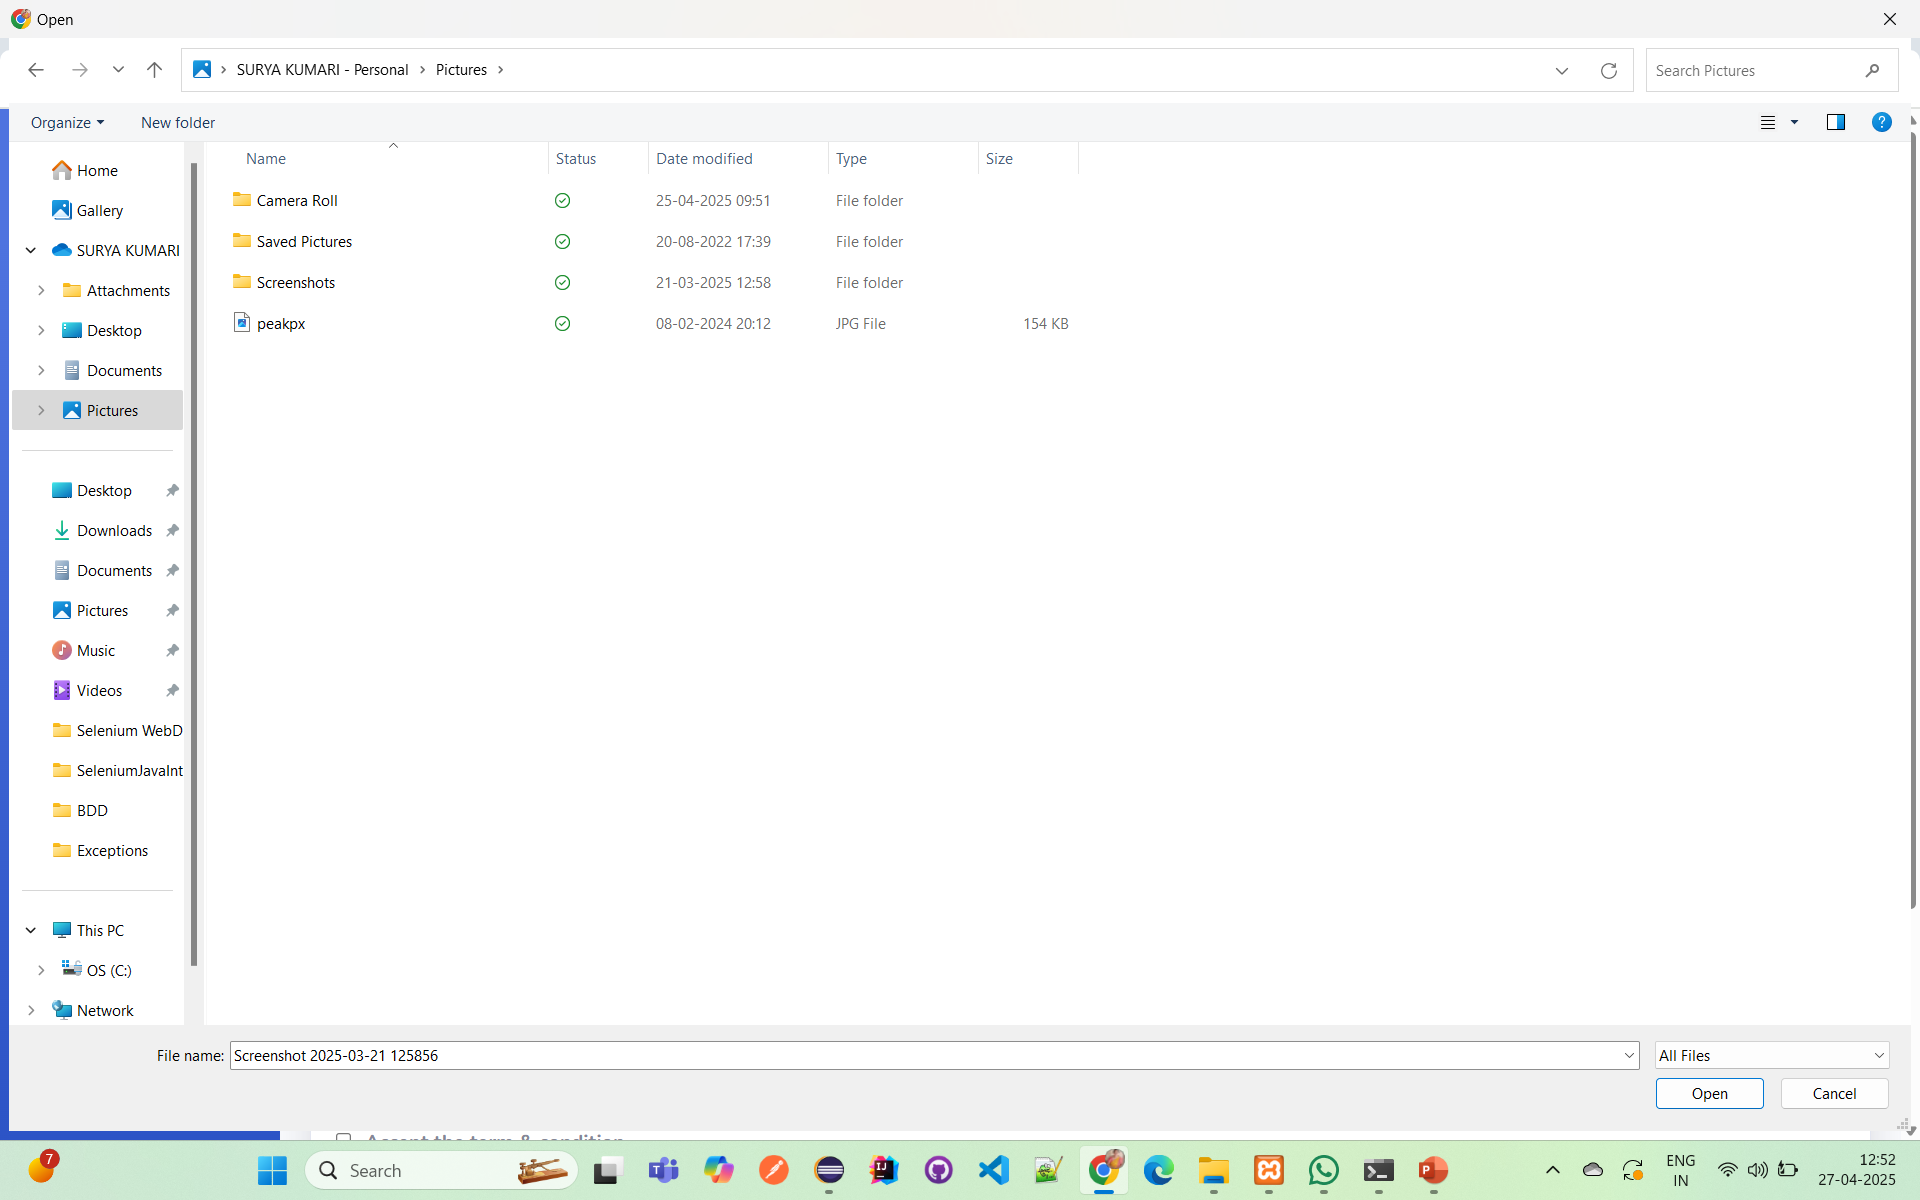 Open
SURYA KUMARI - Personal > Pictures >
Search Pictures
Organize
New folder
Name
Status
Date modified
Type
Size
Camera Roll 25-04-2025 09:51 File folder
Saved Pictures 20-08-2022 17:39 File folder
Screenshots 21-03-2025 12:58 File folder
peakpx 08-02-2024 20:12 JPG File 154 KB
Home
Gallery
SURYA KUMARI
Attachments
Desktop
Documents
Pictures
Desktop
Downloads
Documents
Pictures
Music
Videos
Selenium WebD
SeleniumJavaInt
BDD
Exceptions
This PC
OS (C:)
Network
File name: Screenshot 2025-03-21 125856
All Files
Open
Cancel
Accept the term & condition
7
Search
ENG
IN
12:52
27-04-2025